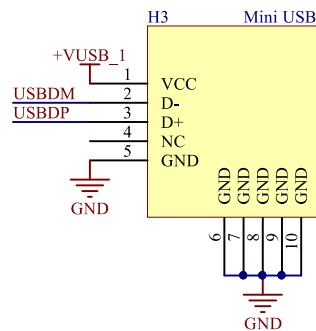 H3 Mini USB
+VUSB_1
1 VCC
USBDM 2 D-
USBDP 3 D+
4 NC
5 GND
GND
GND GND GND GND GND
6 7 8 9 10
GND